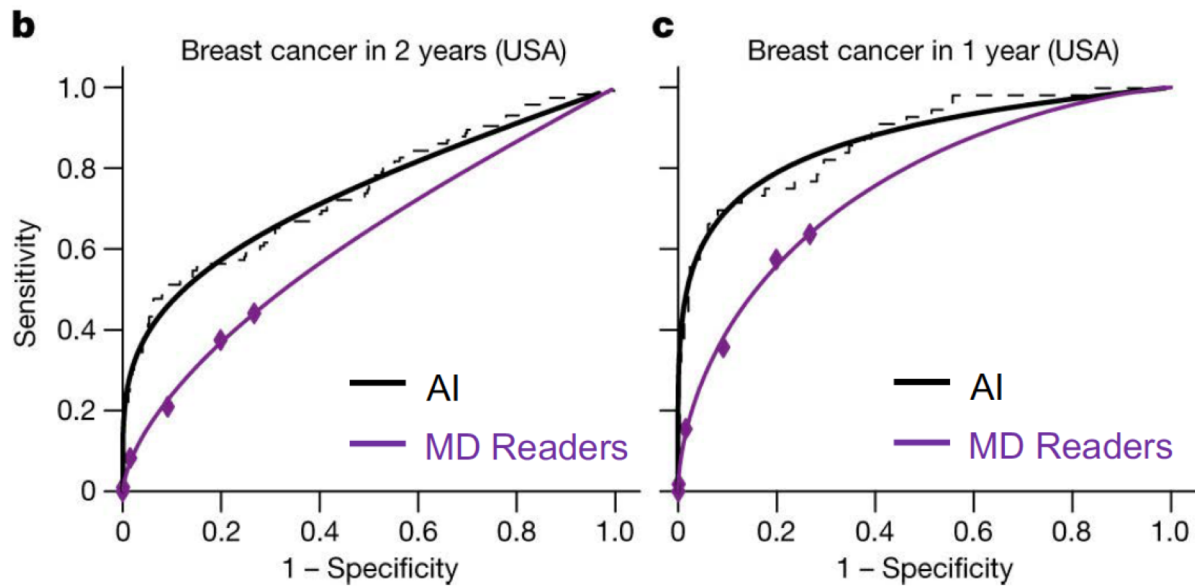 b
Breast cancer in 2 years (USA)
1.0
0.8
0.6
0.4
0.2
0
Sensitivity
AI
MD Readers
0
0.2
0.4
0.6
0.8
1.0
1 – Specificity
c
Breast cancer in 1 year (USA)
AI
MD Readers
0
0.2
0.4
0.6
0.8
1.0
1 – Specificity